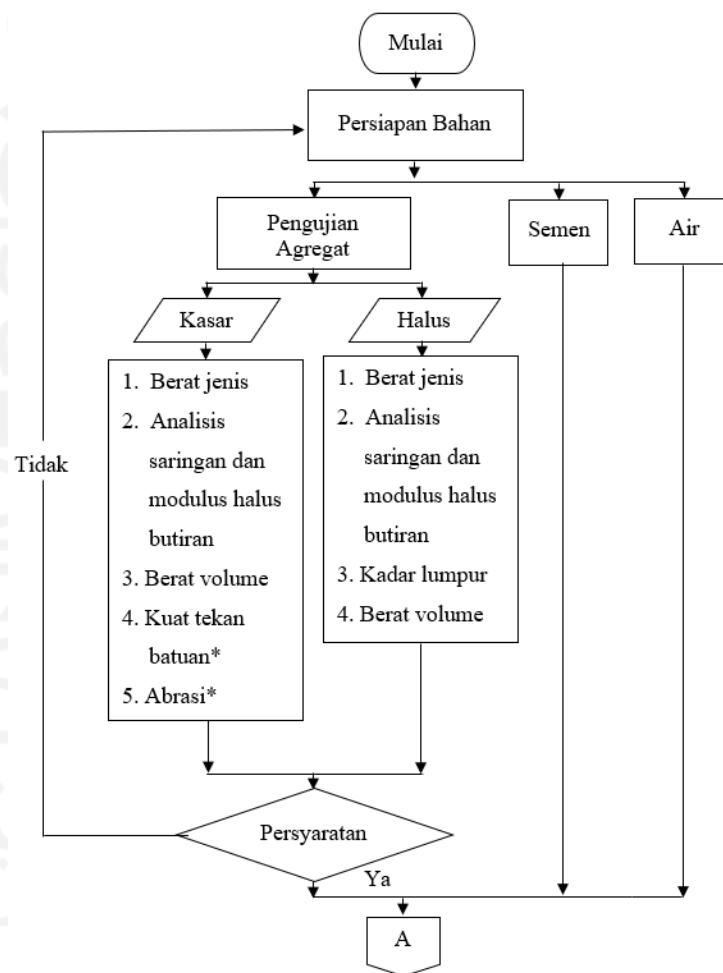 Mulai
Persiapan Bahan
Pengujian
Agregat
Semen
Air
Kasar
Halus
1. Berat jenis
2. Analisis
saringan dan
modulus halus
butiran
3. Berat volume
4. Kuat tekan
batuan*
5. Abrasi*
1. Berat jenis
2. Analisis
saringan dan
modulus halus
butiran
3. Kadar lumpur
4. Berat volume
Tidak
Persyaratan
Ya
A